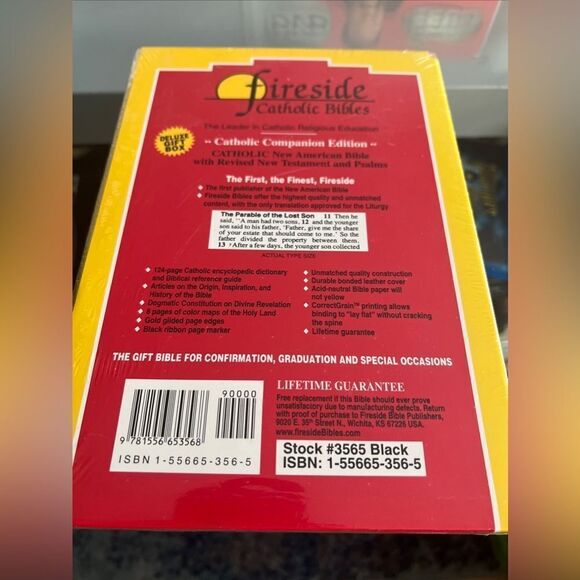 fireside
Catholic Bibles
The Leader in Catholic Religious Education
DELUXE
GIFT
BOX
Catholic Companion Edition
CATHOLIC New American Bible
with Revised New Testament and Psalms
The First, the Finest, Fireside
The first publisher of the New American Bible
Fireside Bibles offer the highest quality and unmatched
content, with the only translation approved for the Liturgy
The Parable of the Lost Son 11 Then he
said, "A man had two sons, 12 and the younger
son said to his father, 'Father, give me the
share of your estate that should come to me.' So the
father divided the property between them.
13 After a few days, the younger son collected
ACTUAL TYPE SIZE
124-page Catholic encyclopedic dictionary
and Biblical reference guide
Articles on the Origin, Inspiration, and
History of the Bible
Dogmatic Constitution on Divine Revelation
8 pages of color maps of the Holy Land
Gold gilded page edges
Black ribbon page marker
Unmatched quality construction
Durable bonded leather cover
Acid-neutral Bible paper will
not yellow
CorrectGrain™ printing allows
binding to "lay flat" without cracking
the spine
Lifetime guarantee
THE GIFT BIBLE FOR CONFIRMATION, GRADUATION AND SPECIAL OCCASIONS
90000
9 781556 653568
ISBN 1-55665-356-5
LIFETIME GUARANTEE
Free replacement if this Bible should ever prove
unsatisfactory due to manufacturing defects. Return
with proof of purchase to Fireside Bible Publishers,
9020 E. 35th Street N., Wichita, KS 67226 USA.
www.firesideBibles.com
Stock #3565 Black
ISBN: 1-55665-356-5